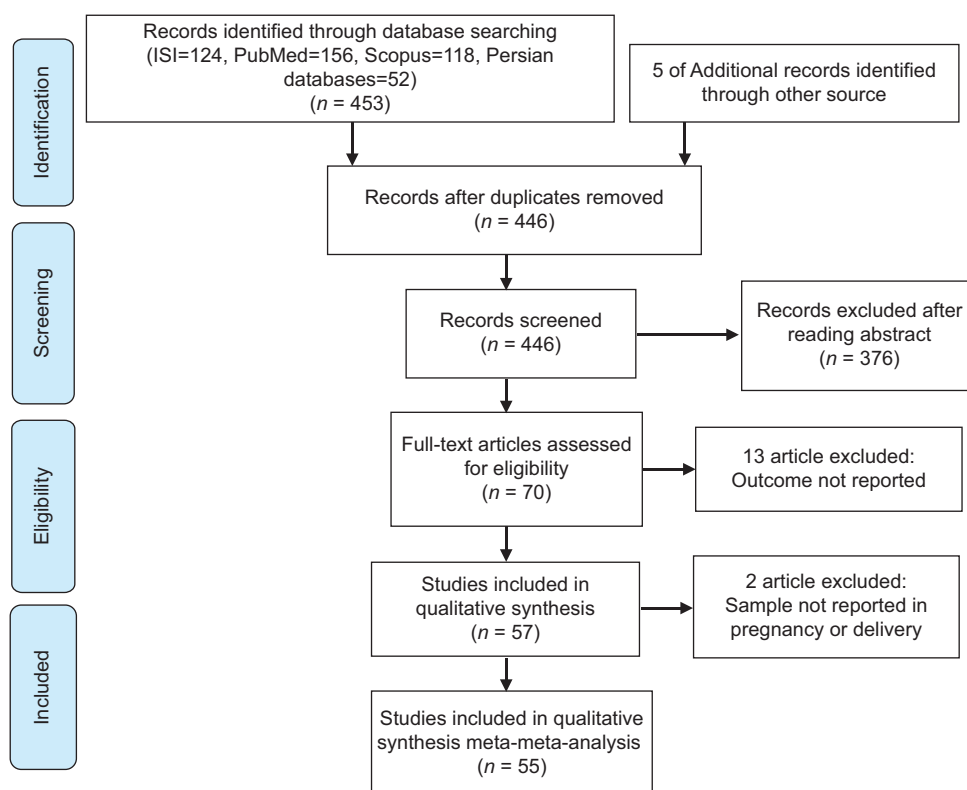 Identification
Records identified through database searching
(ISI=124, PubMed=156, Scopus=118, Persian
databases=52)
(n = 453)
5 of Additional records identified
through other source
Records after duplicates removed
(n = 446)
Screening
Records screened
(n = 446)
Records excluded after
reading abstract
(n = 376)
Eligibility
Full-text articles assessed
for eligibility
(n = 70)
13 article excluded:
Outcome not reported
Included
Studies included in
qualitative synthesis
(n = 57)
2 article excluded:
Sample not reported in
pregnancy or delivery
Studies included in qualitative
synthesis meta-meta-analysis
(n = 55)